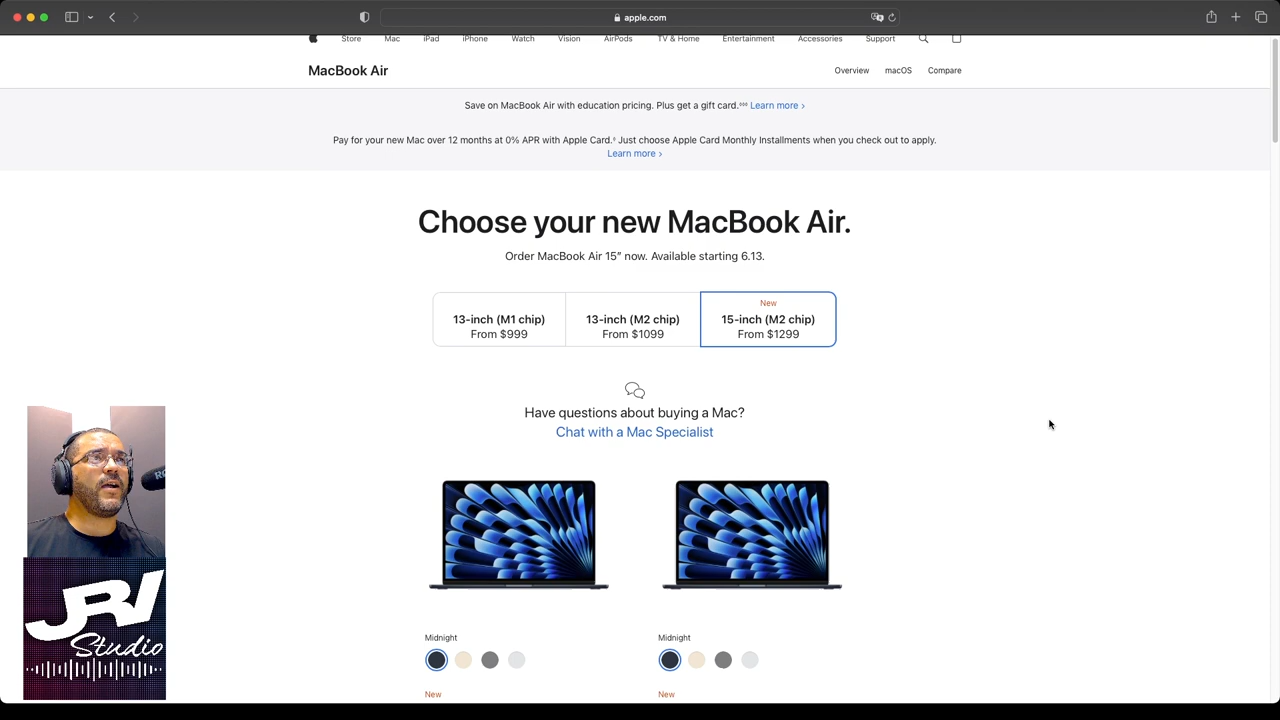 apple.com
Store Mac iPad iPhone Watch Vision AirPods TV & Home Entertainment Accessories Support
MacBook Air
Overview macOS Compare
Save on MacBook Air with education pricing. Plus get a gift card.◊◊◊ Learn more >
Pay for your new Mac over 12 months at 0% APR with Apple Card.◊ Just choose Apple Card Monthly Installments when you check out to apply.
Learn more >
Choose your new MacBook Air.
Order MacBook Air 15″ now. Available starting 6.13.
New
13-inch (M1 chip) 13-inch (M2 chip) 15-inch (M2 chip)
From $999 From $1099 From $1299
Have questions about buying a Mac?
Chat with a Mac Specialist
Midnight Midnight
New New
JRV
Studio